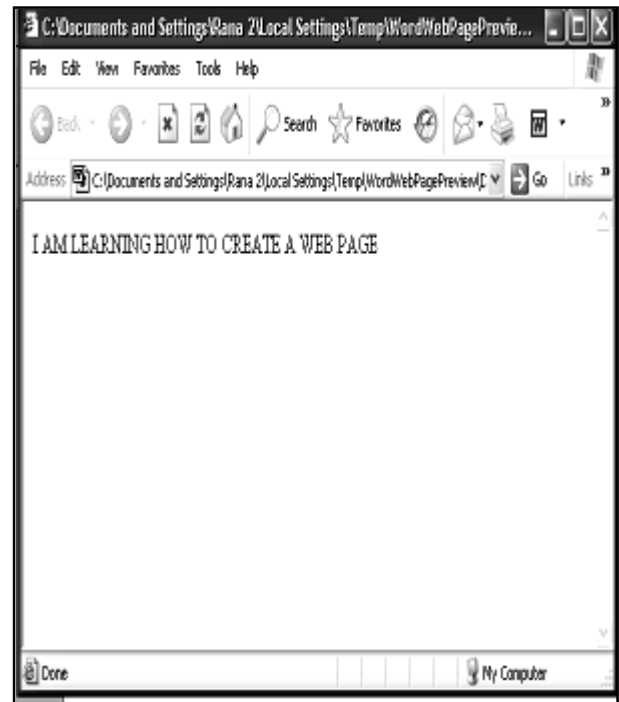 C:\Documents and Settings\Rana 2\Local Settings\Temp\WordWebPagePrevie...
File Edit View Favorites Tools Help
Back Search Favorites
Address C:\Documents and Settings\Rana 2\Local Settings\Temp\WordWebPagePreview\D Go Links
I AM LEARNING HOW TO CREATE A WEB PAGE
Done My Computer